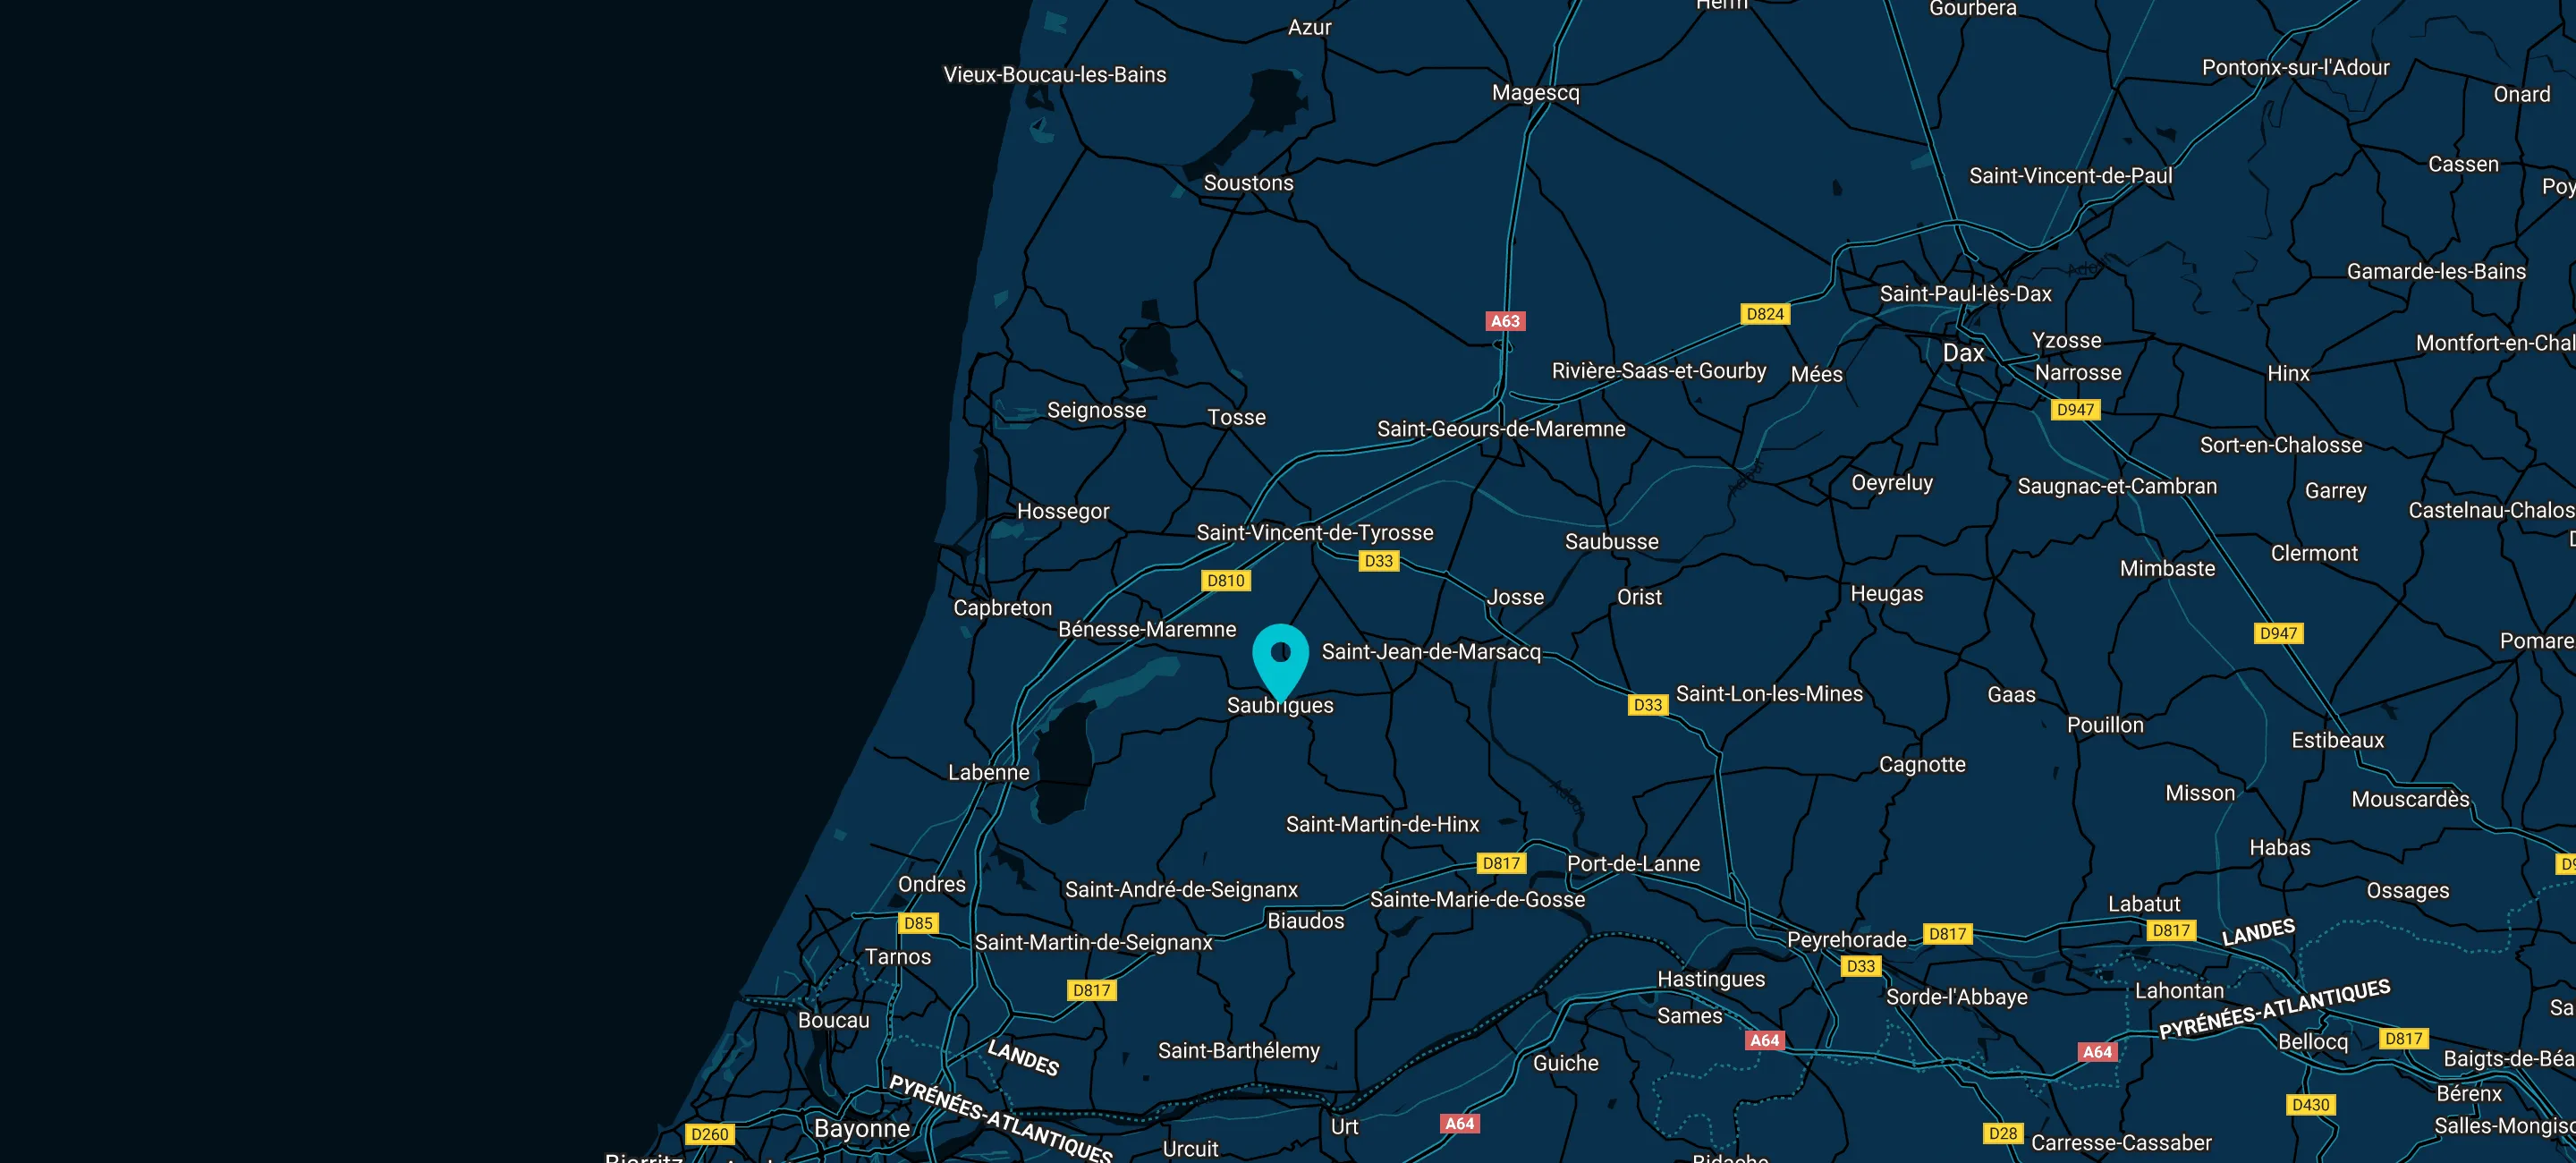 Herm
Gourbera
Azur
Vieux-Boucau-les-Bains
Pontonx-sur-l'Adour
Magescq
Onard
Cassen
Saint-Vincent-de-Paul
Soustons
Poy
Adour
Gamarde-les-Bains
Saint-Paul-lès-Dax
D824
A63
Yzosse
Montfort-en-Chal
Dax
Rivière-Saas-et-Gourby
Mées
Narrosse
Hinx
Seignosse
Tosse
D947
Saint-Geours-de-Maremne
Sort-en-Chalosse
Adour
Oeyreluy
Saugnac-et-Cambran
Garrey
Hossegor
Castelnau-Chalos
Saint-Vincent-de-Tyrosse
Saubusse
Clermont
D33
Mimbaste
D810
Josse
Orist
Heugas
Capbreton
Bénesse-Maremne
D947
Pomare
Saint-Jean-de-Marsacq
Saint-Lon-les-Mines
Gaas
Saubrigues
D33
Pouillon
Estibeaux
Cagnotte
Labenne
Misson
Adour
Mouscardès
Saint-Martin-de-Hinx
Habas
D817
Port-de-Lanne
D9
Ondres
Saint-André-de-Seignanx
Ossages
Sainte-Marie-de-Gosse
Labatut
D85
Biaudos
D817
D817
LANDES
Saint-Martin-de-Seignanx
Peyrehorade
Tarnos
D33
Hastingues
D817
Lahontan
Sorde-l'Abbaye
PYRÉNÉES-ATLANTIQUES
Sa
Sames
Boucau
A64
D817
Bellocq
LANDES
Saint-Barthélemy
A64
Guiche
Baigts-de-Béa
PYRÉNÉES-ATLANTIQUES
Bérenx
D430
A64
Bayonne
Urt
Salles-Mongisc
D260
D28
Carresse-Cassaber
Urcuit
Biarritz
Bidache